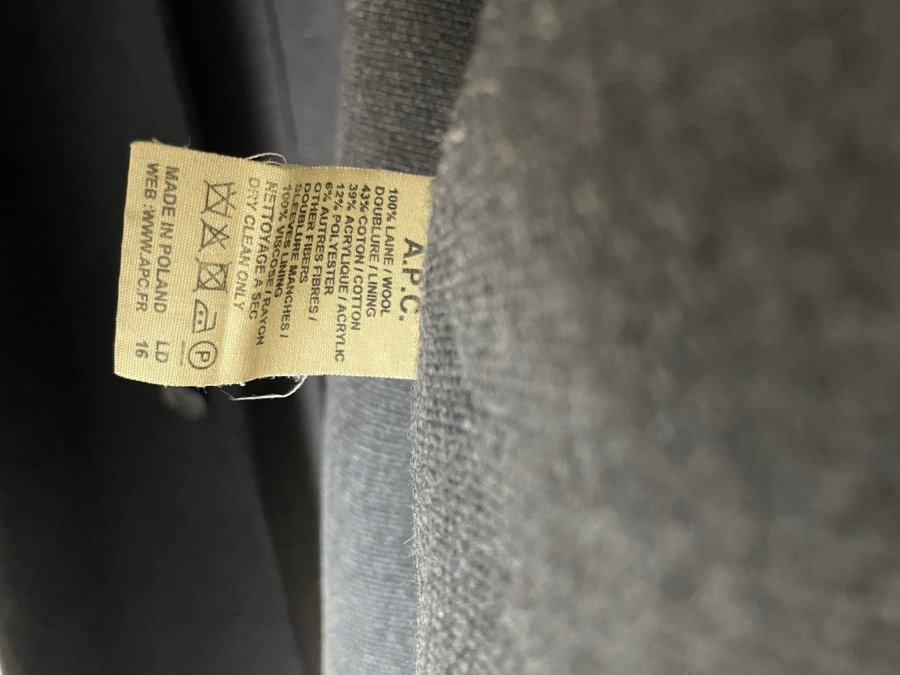 A.P.C.
100% LAINE / WOOL
DOUBLURE / LINING
43% COTON / COTTON
39% ACRYLIQUE / ACRYLIC
12% POLYESTER
6% AUTRES FIBRES /
OTHER FIBERS
DOUBLURE MANCHES /
SLEEVES LINING
100% VISCOSE / RAYON
NETTOYAGE A SEC
DRY CLEAN ONLY
P
MADE IN POLAND LD
WEB : WWW.APC.FR 16